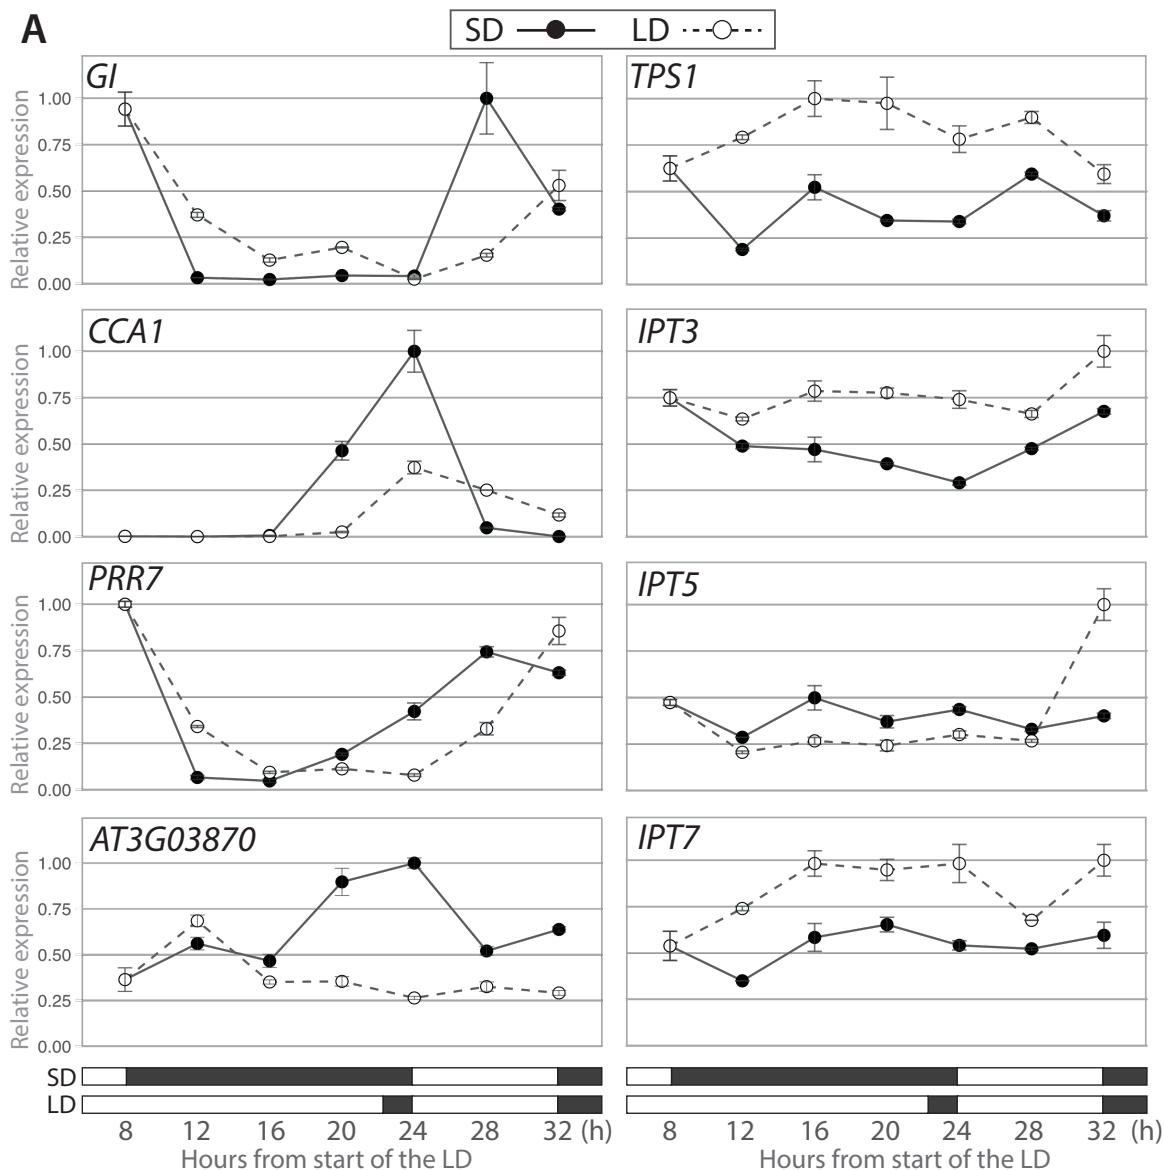 A
SD LD
GI
Relative expression
1.00
0.75
0.50
0.25
0.00
TPS1
CCA1
Relative expression
1.00
0.75
0.50
0.25
0.00
IPT3
PRR7
Relative expression
1.00
0.75
0.50
0.25
0.00
IPT5
AT3G03870
Relative expression
1.00
0.75
0.50
0.25
0.00
IPT7
SD
LD
8 12 16 20 24 28 32 (h)
Hours from start of the LD
8 12 16 20 24 28 32 (h)
Hours from start of the LD